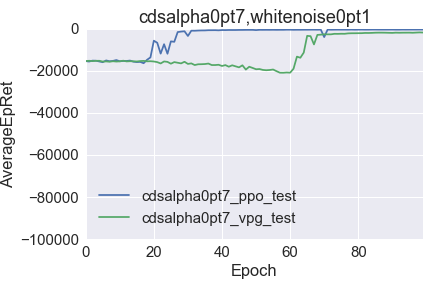 cdsalpha0pt7,whitenoise0pt1
AverageEpRet
0
−20000
−40000
−60000
−80000
−100000
cdsalpha0pt7_ppo_test
cdsalpha0pt7_vpg_test
0 20 40 60 80
Epoch